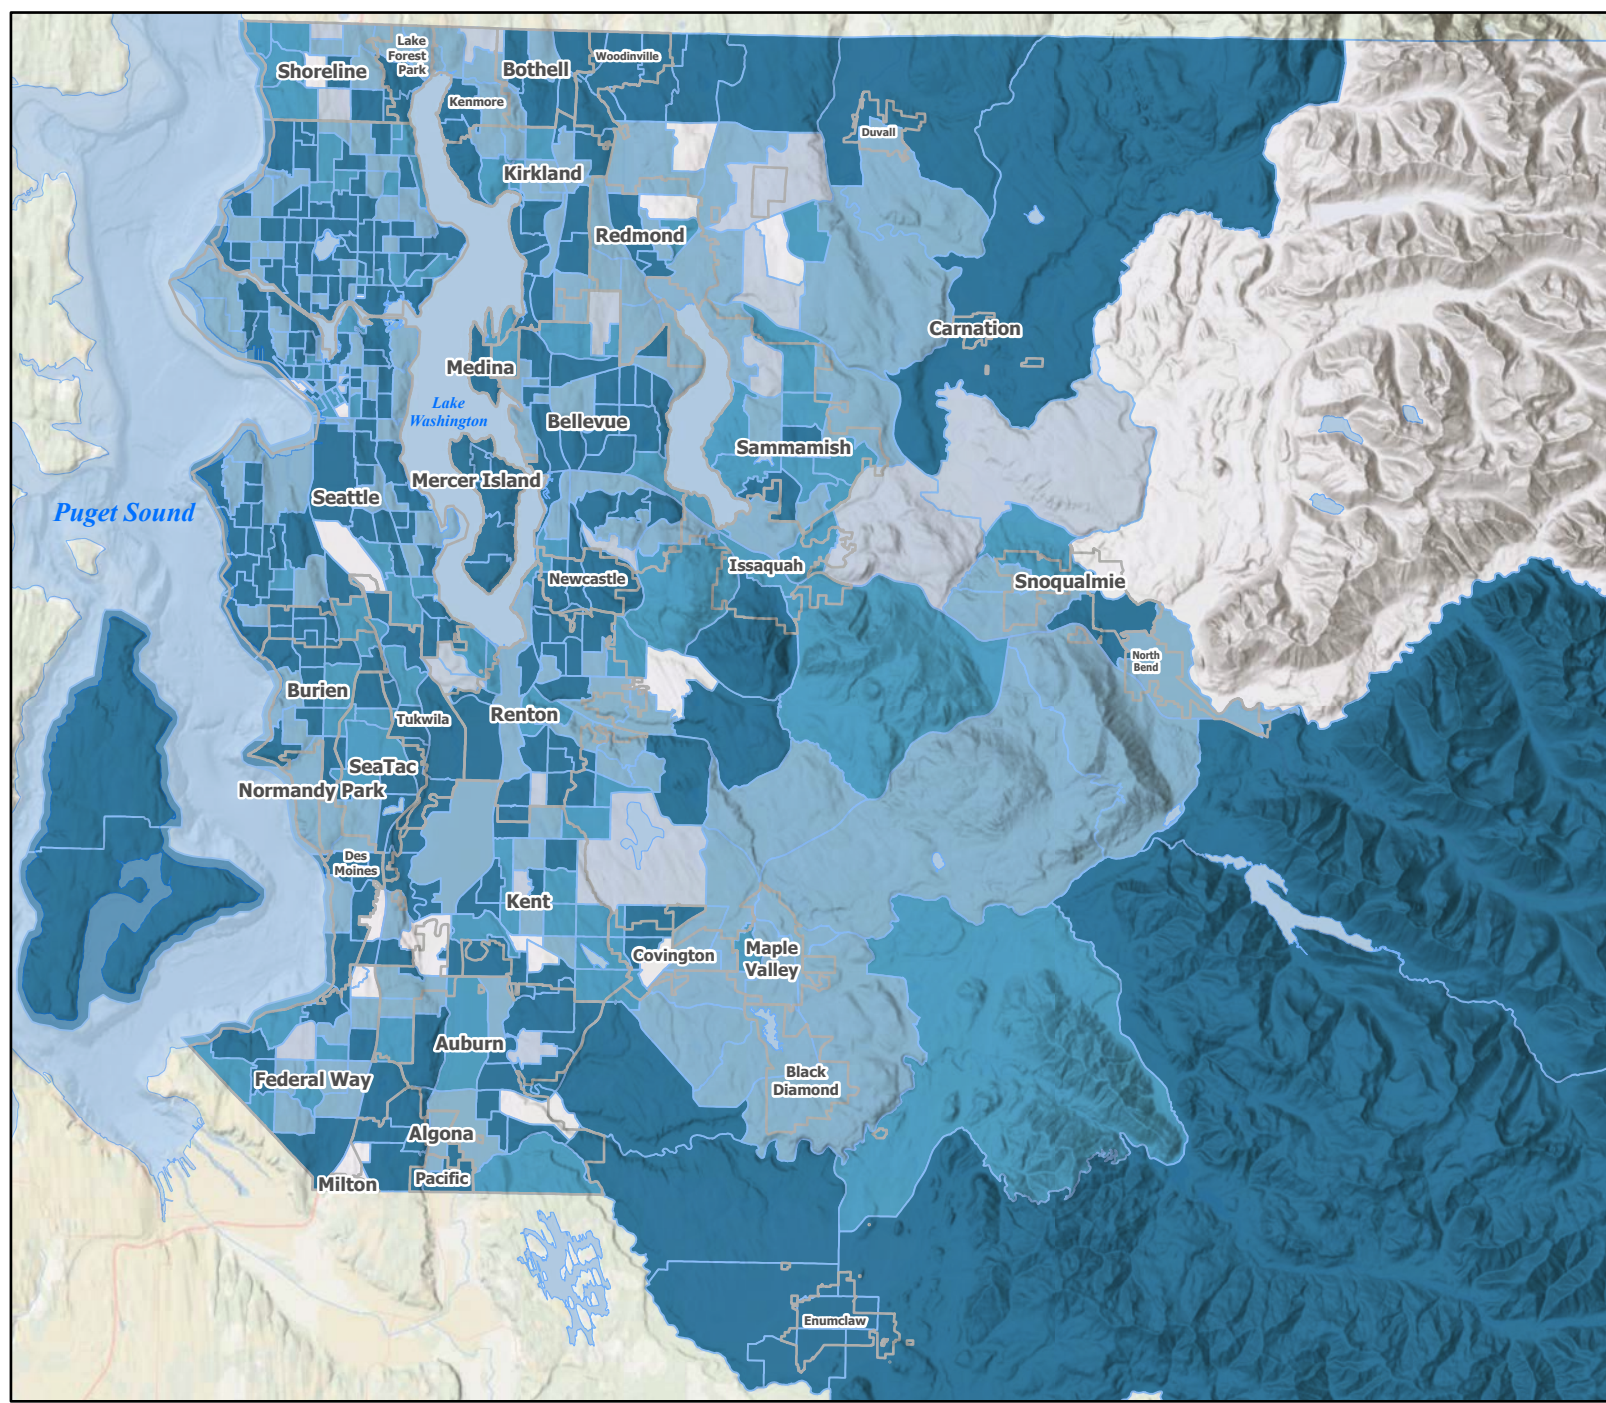 Lake
Forest
Park
Shoreline
Bothell
Woodinville
Kenmore
Duvall
Kirkland
Redmond
Carnation
Medina
Lake
Washington
Bellevue
Sammamish
Mercer Island
Seattle
Puget Sound
Newcastle
Issaquah
Snoqualmie
North
Bend
Burien
Tukwila
Renton
SeaTac
Normandy Park
Des
Moines
Kent
Covington
Maple
Valley
Auburn
Federal Way
Black
Diamond
Algona
Milton
Pacific
Enumclaw